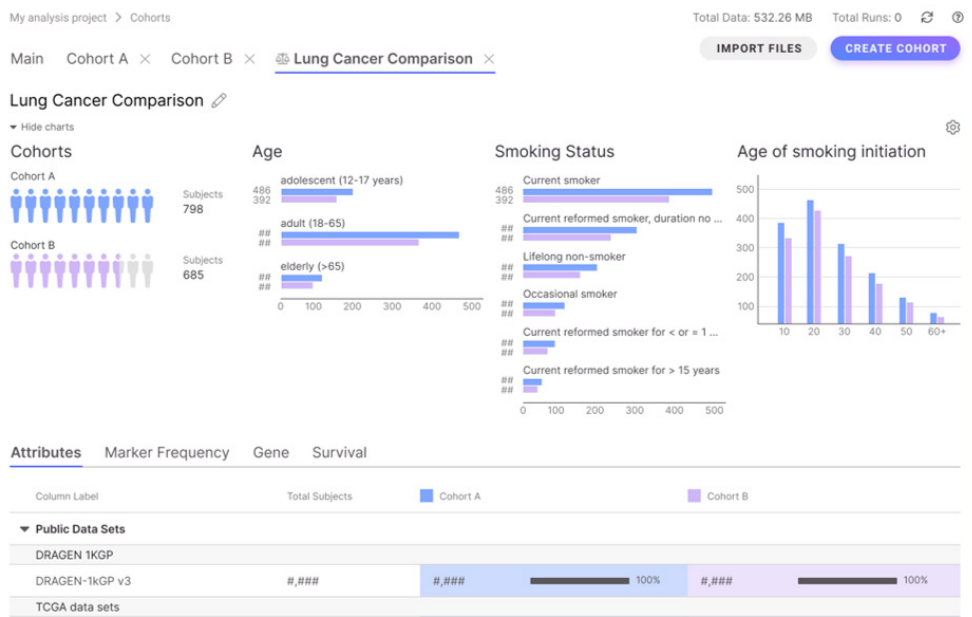 My analysis project > Cohorts
Total Data: 532.26 MB Total Runs: 0
Main Cohort A × Cohort B × Lung Cancer Comparison ×
IMPORT FILES CREATE COHORT
Lung Cancer Comparison
Hide charts
Cohorts
Cohort A
Subjects
798
Cohort B
Subjects
685
Age
adolescent (12-17 years)
486
392
adult (18-65)
##
##
elderly (>65)
##
##
0 100 200 300 400 500
Smoking Status
Current smoker
486
392
Current reformed smoker, duration no ...
##
##
Lifelong non-smoker
##
##
Occasional smoker
##
##
Current reformed smoker for < or = 1 ...
##
##
Current reformed smoker for > 15 years
##
##
0 100 200 300 400 500
Age of smoking initiation
500
400
300
200
100
10 20 30 40 50 60+
Attributes Marker Frequency Gene Survival
Column Label Total Subjects Cohort A Cohort B
Public Data Sets
DRAGEN 1KGP
DRAGEN-1kGP v3 #,### #,### 100% #,### 100%
TCGA data sets